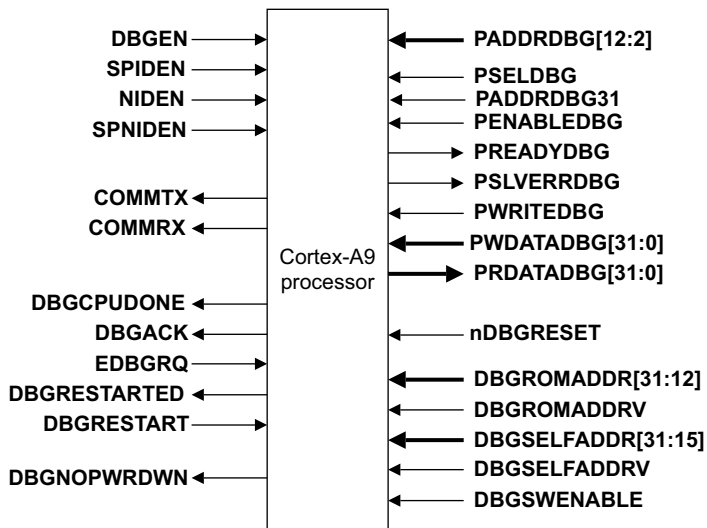 DBGEN
SPIDEN
NIDEN
SPNIDEN
COMMTX
COMMRX
DBGCPUDONE
DBGACK
EDBGRQ
DBGRESTARTED
DBGRESTART
DBGNOPWRDWN
Cortex-A9
processor
PADDRDBG[12:2]
PSELDBG
PADDRDBG31
PENABLEDBG
PREADYDBG
PSLVERRDBG
PWRITEDBG
PWDATADBG[31:0]
PRDATADBG[31:0]
nDBGRESET
DBGROMADDR[31:12]
DBGROMADDRV
DBGSELFADDR[31:15]
DBGSELFADDRV
DBGSWENABLE